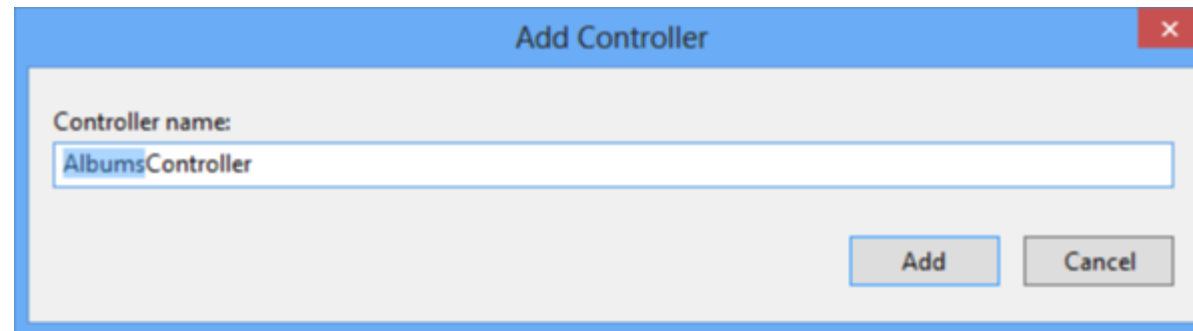 Add Controller
Controller name:
AlbumsController
Add Cancel